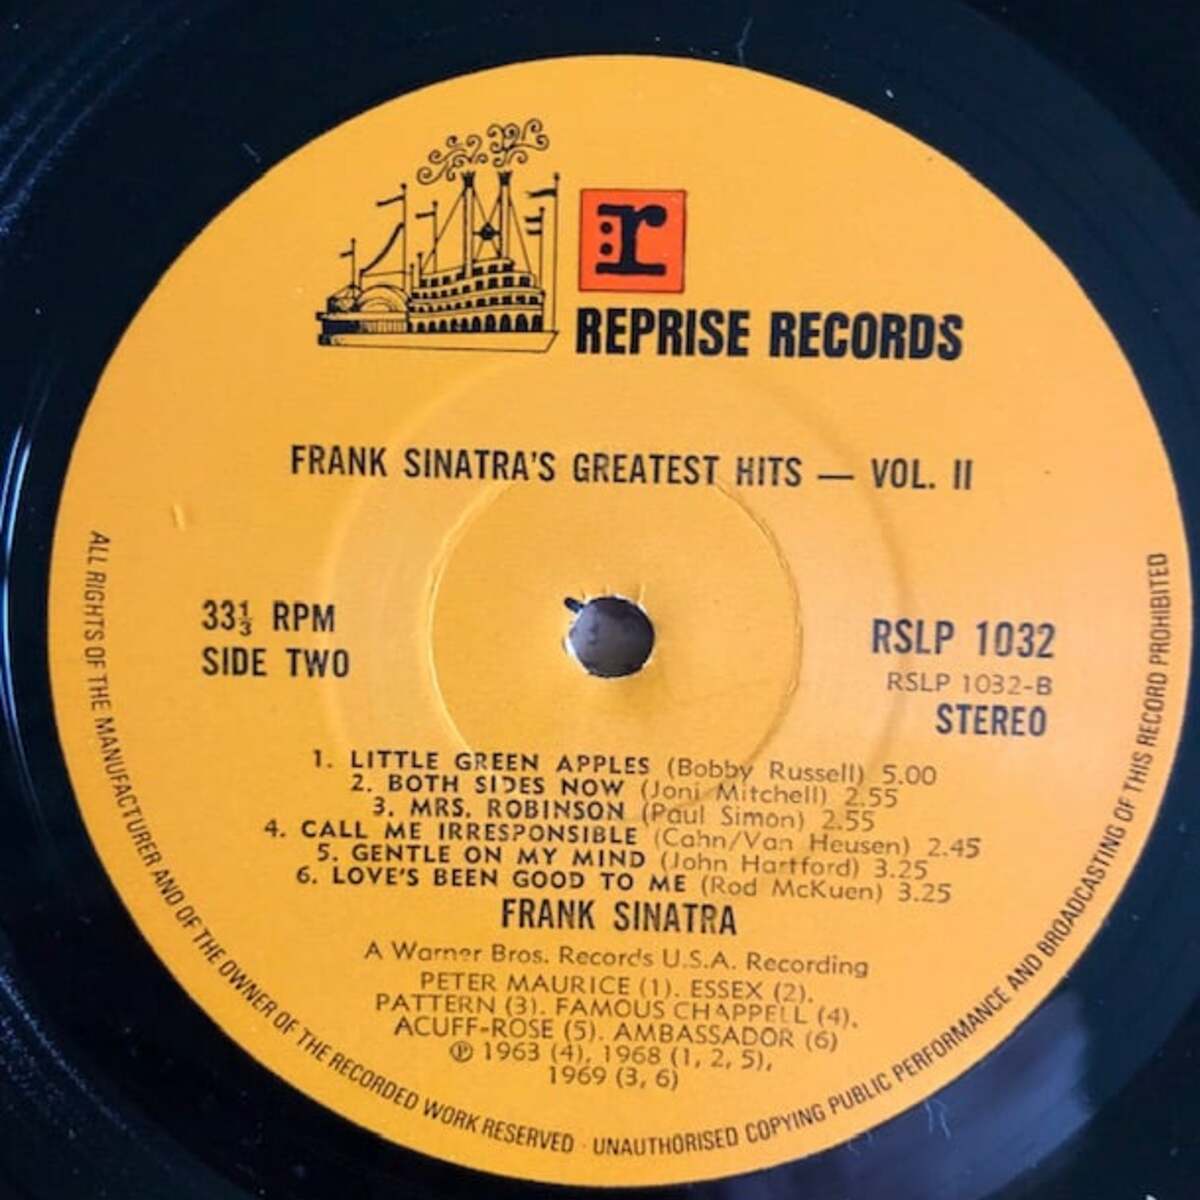 r
REPRISE RECORDS
FRANK SINATRA'S GREATEST HITS — VOL. II
33⅓ RPM
SIDE TWO
RSLP 1032
RSLP 1032-B
STEREO
1. LITTLE GREEN APPLES (Bobby Russell) 5.00
2. BOTH SIDES NOW (Joni Mitchell) 2.55
3. MRS. ROBINSON (Paul Simon) 2.55
4. CALL ME IRRESPONSIBLE (Cahn/Van Heusen) 2.45
5. GENTLE ON MY MIND (John Hartford) 3.25
6. LOVE'S BEEN GOOD TO ME (Rod McKuen) 3.25
FRANK SINATRA
A Warner Bros. Records U.S.A. Recording
PETER MAURICE (1). ESSEX (2).
PATTERN (3). FAMOUS CHAPPELL (4).
ACUFF-ROSE (5). AMBASSADOR (6)
℗ 1963 (4), 1968 (1, 2, 5),
1969 (3, 6)
ALL RIGHTS OF THE MANUFACTURER AND OF THE OWNER OF THE RECORDED WORK RESERVED · UNAUTHORISED COPYING PUBLIC PERFORMANCE AND BROADCASTING OF THIS RECORD PROHIBITED